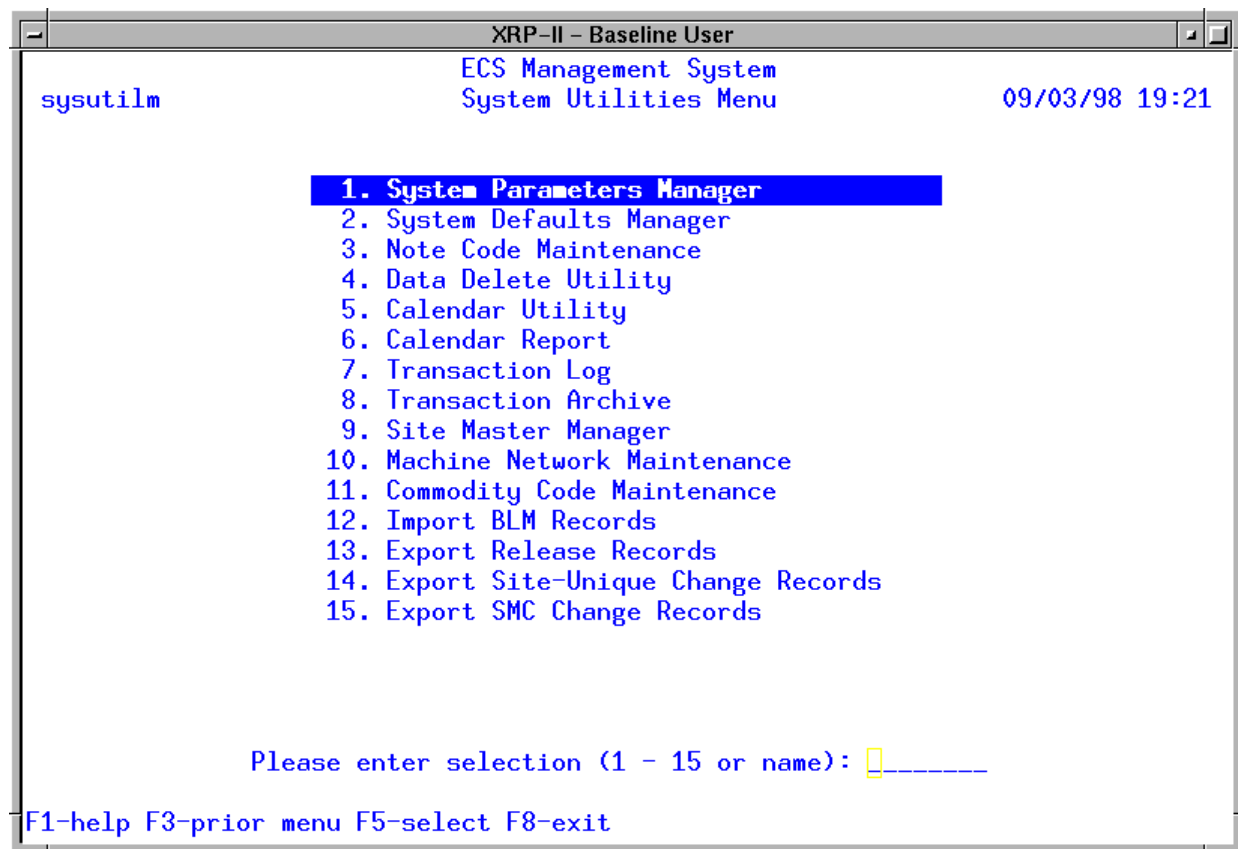 XRP-II - Baseline User
ECS Management System
sysutilm System Utilities Menu 09/03/98 19:21
1. System Parameters Manager
2. System Defaults Manager
3. Note Code Maintenance
4. Data Delete Utility
5. Calendar Utility
6. Calendar Report
7. Transaction Log
8. Transaction Archive
9. Site Master Manager
10. Machine Network Maintenance
11. Commodity Code Maintenance
12. Import BLM Records
13. Export Release Records
14. Export Site-Unique Change Records
15. Export SMC Change Records
Please enter selection (1 - 15 or name): ________
F1-help F3-prior menu F5-select F8-exit